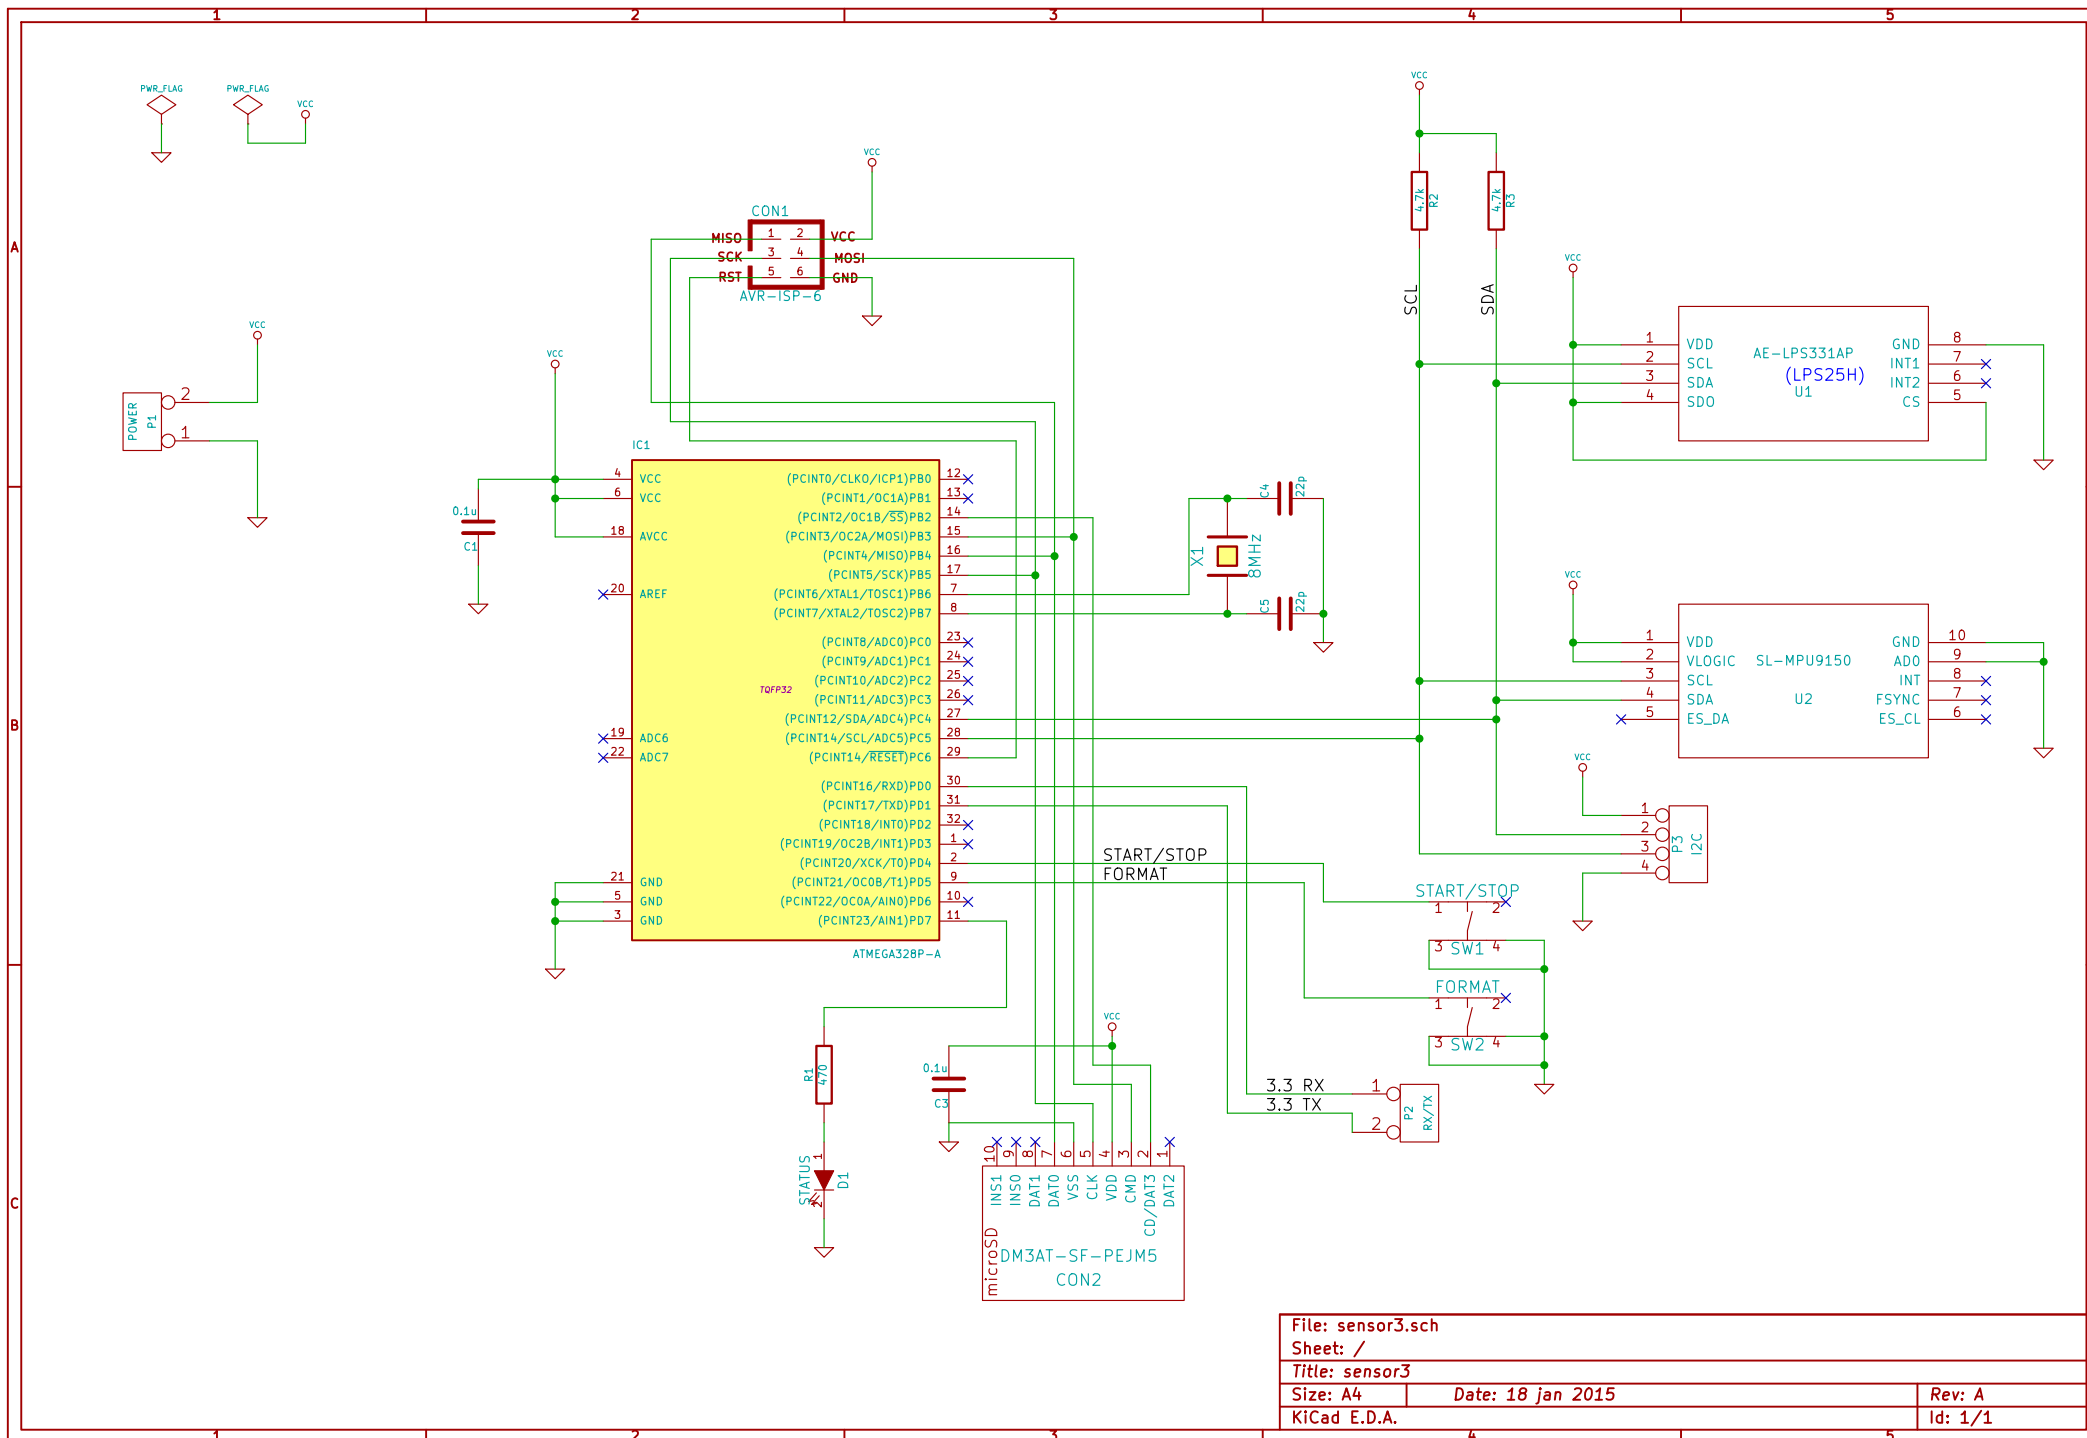 1 2 3 4 5
PWR_FLAG PWR_FLAG VCC
VCC
VCC
CON1
MISO 1 2 VCC
SCK 3 4 MOSI
RST 5 6 GND
AVR-ISP-6
4.7k R2
4.7k R3
SCL
SDA
A
VCC
1 VDD
2 SCL
3 SDA
4 SDO
AE-LPS331AP
(LPS25H)
U1
GND 8
INT1 7
INT2 6
CS 5
VCC
POWER
P1
2
1
VCC
0.1u
C1
IC1
4 VCC
6 VCC
18 AVCC
20 AREF
19 ADC6
22 ADC7
21 GND
5 GND
3 GND
TQFP32
(PCINT0/CLKO/ICP1)PB0 12
(PCINT1/OC1A)PB1 13
(PCINT2/OC1B/SS)PB2 14
(PCINT3/OC2A/MOSI)PB3 15
(PCINT4/MISO)PB4 16
(PCINT5/SCK)PB5 17
(PCINT6/XTAL1/TOSC1)PB6 7
(PCINT7/XTAL2/TOSC2)PB7 8
(PCINT8/ADC0)PC0 23
(PCINT9/ADC1)PC1 24
(PCINT10/ADC2)PC2 25
(PCINT11/ADC3)PC3 26
(PCINT12/SDA/ADC4)PC4 27
(PCINT14/SCL/ADC5)PC5 28
(PCINT14/RESET)PC6 29
(PCINT16/RXD)PD0 30
(PCINT17/TXD)PD1 31
(PCINT18/INT0)PD2 32
(PCINT19/OC2B/INT1)PD3 1
(PCINT20/XCK/T0)PD4 2
(PCINT21/OC0B/T1)PD5 9
(PCINT22/OC0A/AIN0)PD6 10
(PCINT23/AIN1)PD7 11
ATMEGA328P-A
C4 22p
X1 8MHz
C5 22p
B
VCC
1 VDD
2 VLOGIC
3 SCL
4 SDA
5 ES_DA
SL-MPU9150
U2
GND 10
AD0 9
INT 8
FSYNC 7
ES_CL 6
VCC
1
2
3
4
P3
I2C
START/STOP
FORMAT
START/STOP
1 2
3 SW1 4
FORMAT
1 2
3 SW2 4
3.3 RX
3.3 TX
1
2
P2
RX/TX
R1 470
STATUS
1
2
D1
VCC
0.1u
C3
C
10 9 8 7 6 5 4 3 2 1
INS1
INS0
DAT1
DAT0
VSS
CLK
VDD
CMD
CD/DAT3
DAT2
microSD
DM3AT-SF-PEJM5
CON2
File: sensor3.sch
Sheet: /
Title: sensor3
Size: A4 Date: 18 jan 2015 Rev: A
KiCad E.D.A. Id: 1/1
1 2 3 4 5